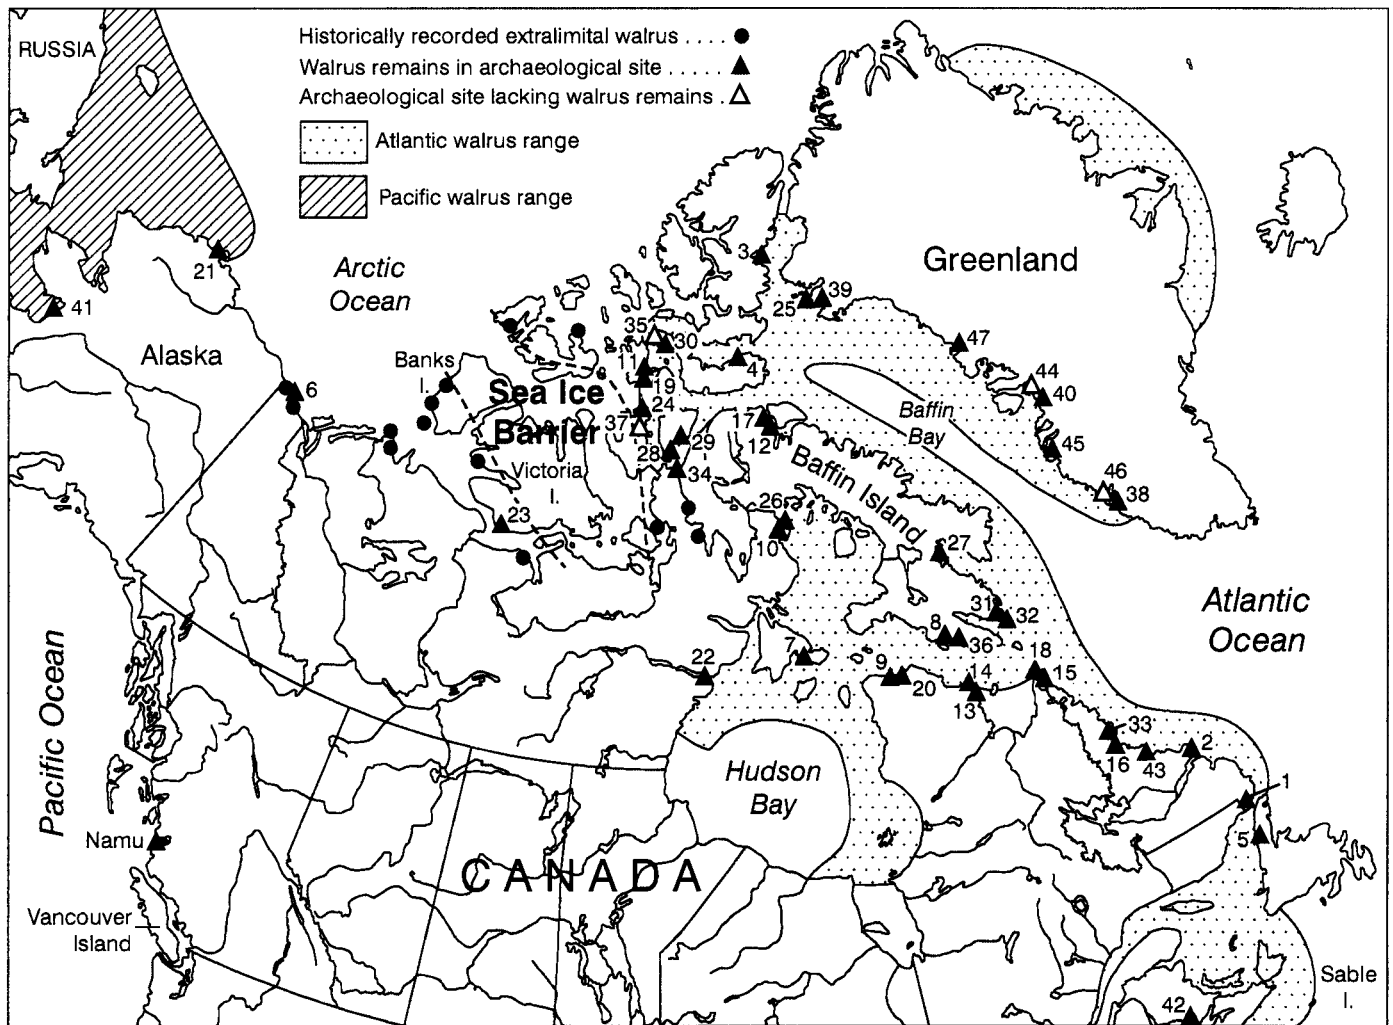 RUSSIA
Historically recorded extralimital walrus . . . .
Walrus remains in archaeological site . . . . . .
Archaeological site lacking walrus remains .
Atlantic walrus range
Pacific walrus range
Arctic
Ocean
Greenland
3
21
41
25
39
35
30
47
Alaska
Banks
I.
11
4
44
6
Sea Ice
19
40
Barrier
24
37
17
12
Baffin
Bay
29
28
45
Victoria
I.
34
Baffin Island
46
38
23
26
10
27
Atlantic
Ocean
31
32
8
36
7
22
18
9
20
14
15
13
Pacific Ocean
33
2
16
43
Hudson
Bay
1
5
Namu
CANADA
Vancouver
Island
Sable
I.
42